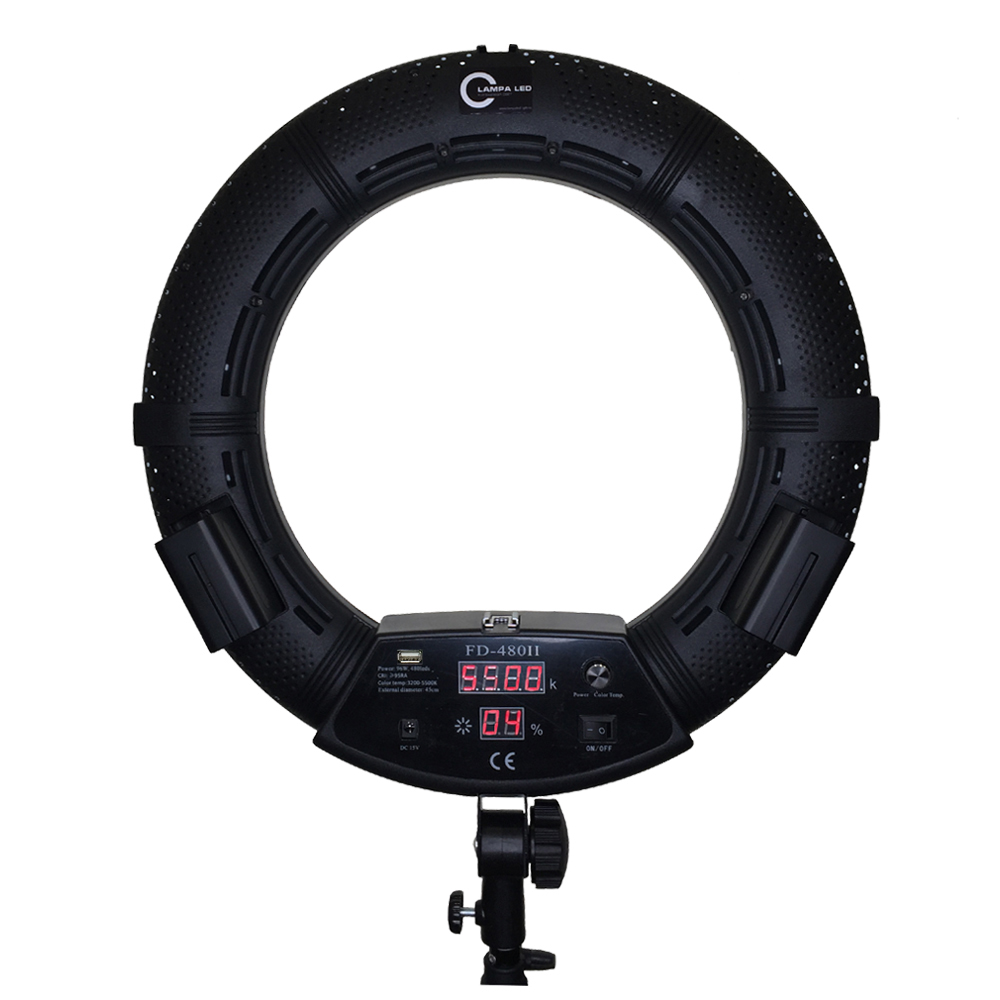 LAMPA LED
FD-480II
Power: 96W, 480leds
CRI: ≥95RA
Color temp: 3200-5500K
External diameter: 45cm
5500 k
Power Color Temp.
04 %
DC 15V
ON/OFF
CE